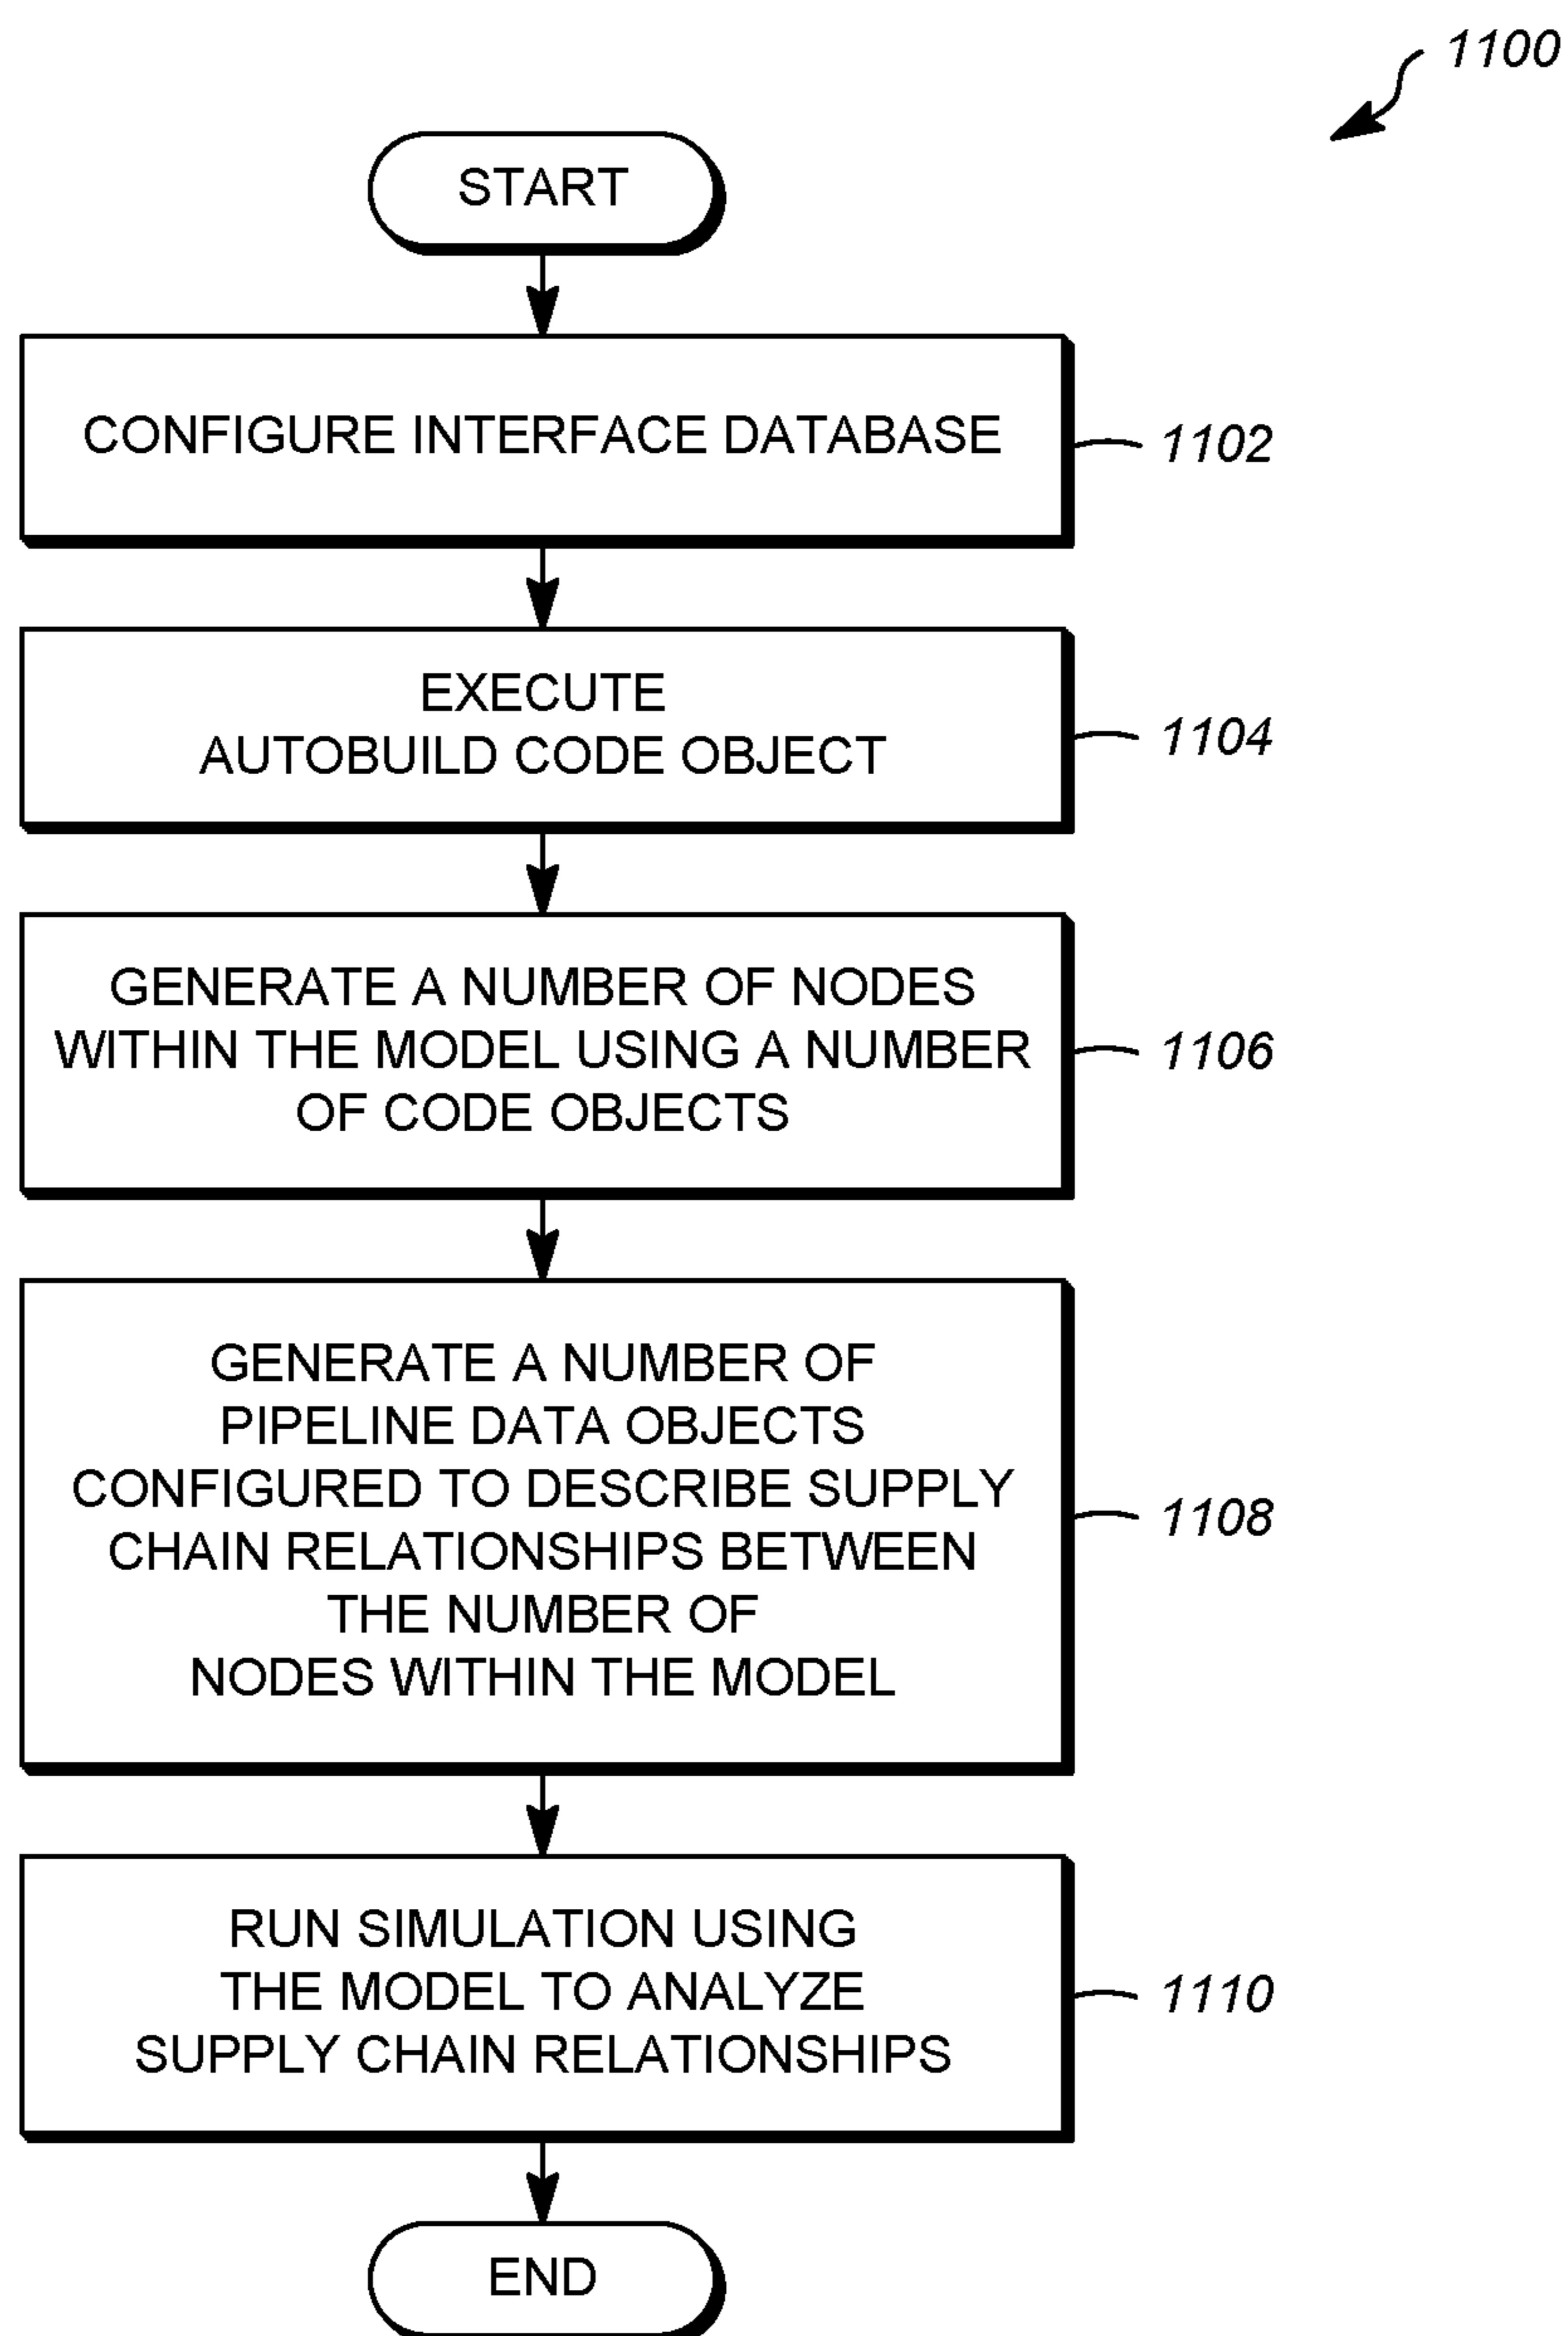 1100
START
CONFIGURE INTERFACE DATABASE
1102
EXECUTE
AUTOBUILD CODE OBJECT
1104
GENERATE A NUMBER OF NODES
WITHIN THE MODEL USING A NUMBER
OF CODE OBJECTS
1106
GENERATE A NUMBER OF
PIPELINE DATA OBJECTS
CONFIGURED TO DESCRIBE SUPPLY
CHAIN RELATIONSHIPS BETWEEN
THE NUMBER OF
NODES WITHIN THE MODEL
1108
RUN SIMULATION USING
THE MODEL TO ANALYZE
SUPPLY CHAIN RELATIONSHIPS
1110
END